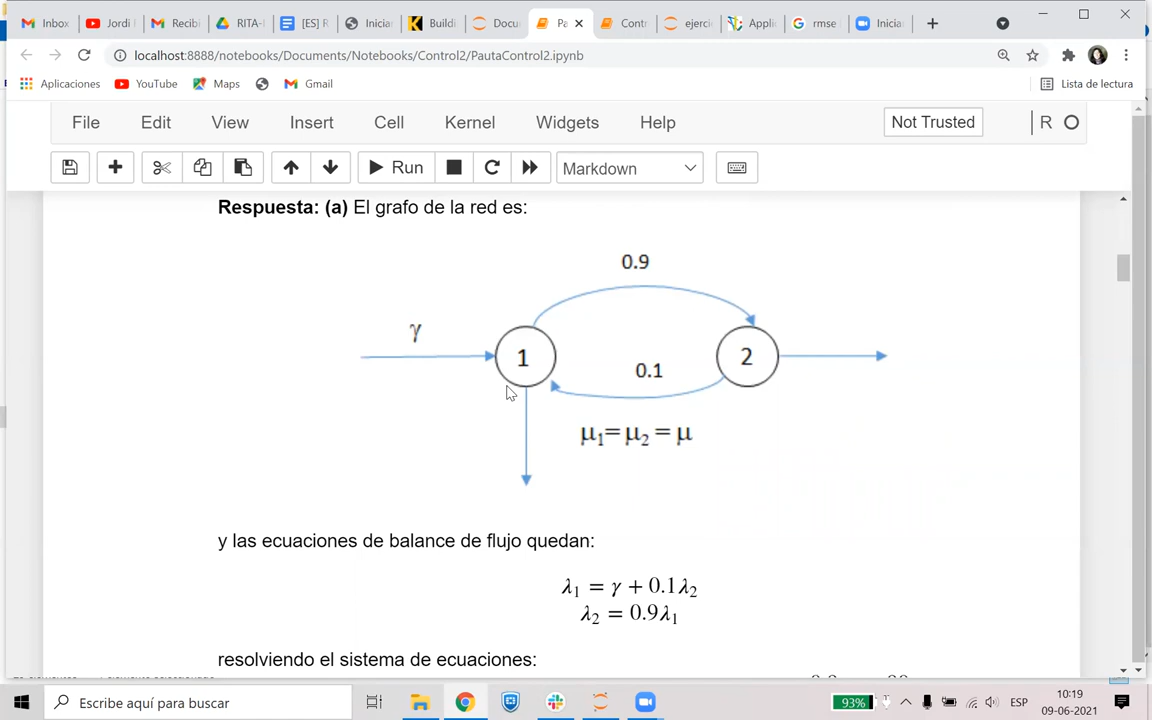 Inbox
Jordi
Recibi
RITA-
[ES] R
Iniciar
Buildi
Docu
Pa
Contr
ejerci
Applic
rmse
Inicia
localhost:8888/notebooks/Documents/Notebooks/Control2/PautaControl2.ipynb
Aplicaciones YouTube Maps Gmail Lista de lectura
File Edit View Insert Cell Kernel Widgets Help Not Trusted R
Run Markdown
Respuesta: (a) El grafo de la red es:
0.9
γ
1
2
0.1
μ₁= μ₂ = μ
y las ecuaciones de balance de flujo quedan:
λ₁ = γ + 0.1λ₂
λ₂ = 0.9λ₁
resolviendo el sistema de ecuaciones:
Escribe aquí para buscar
93%
ESP
10:19
09-06-2021